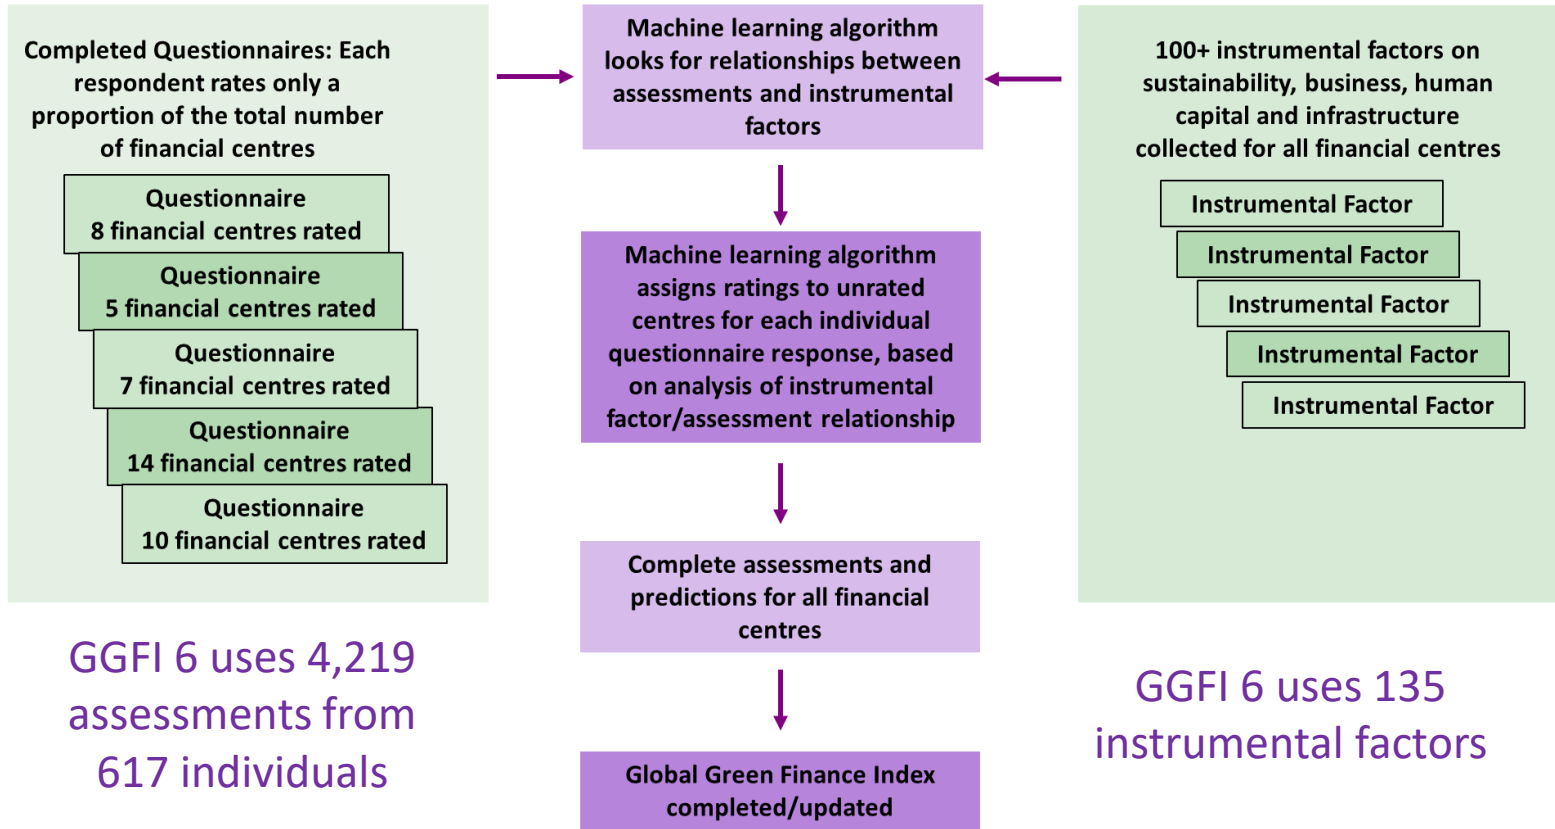 Completed Questionnaires: Each
respondent rates only a
proportion of the total number
of financial centres
Questionnaire
8 financial centres rated
Questionnaire
5 financial centres rated
Questionnaire
7 financial centres rated
Questionnaire
14 financial centres rated
Questionnaire
10 financial centres rated
GGFI 6 uses 4,219
assessments from
617 individuals
Machine learning algorithm
looks for relationships between
assessments and instrumental
factors
Machine learning algorithm
assigns ratings to unrated
centres for each individual
questionnaire response, based
on analysis of instrumental
factor/assessment relationship
Complete assessments and
predictions for all financial
centres
Global Green Finance Index
completed/updated
100+ instrumental factors on
sustainability, business, human
capital and infrastructure
collected for all financial centres
Instrumental Factor
Instrumental Factor
Instrumental Factor
Instrumental Factor
Instrumental Factor
GGFI 6 uses 135
instrumental factors